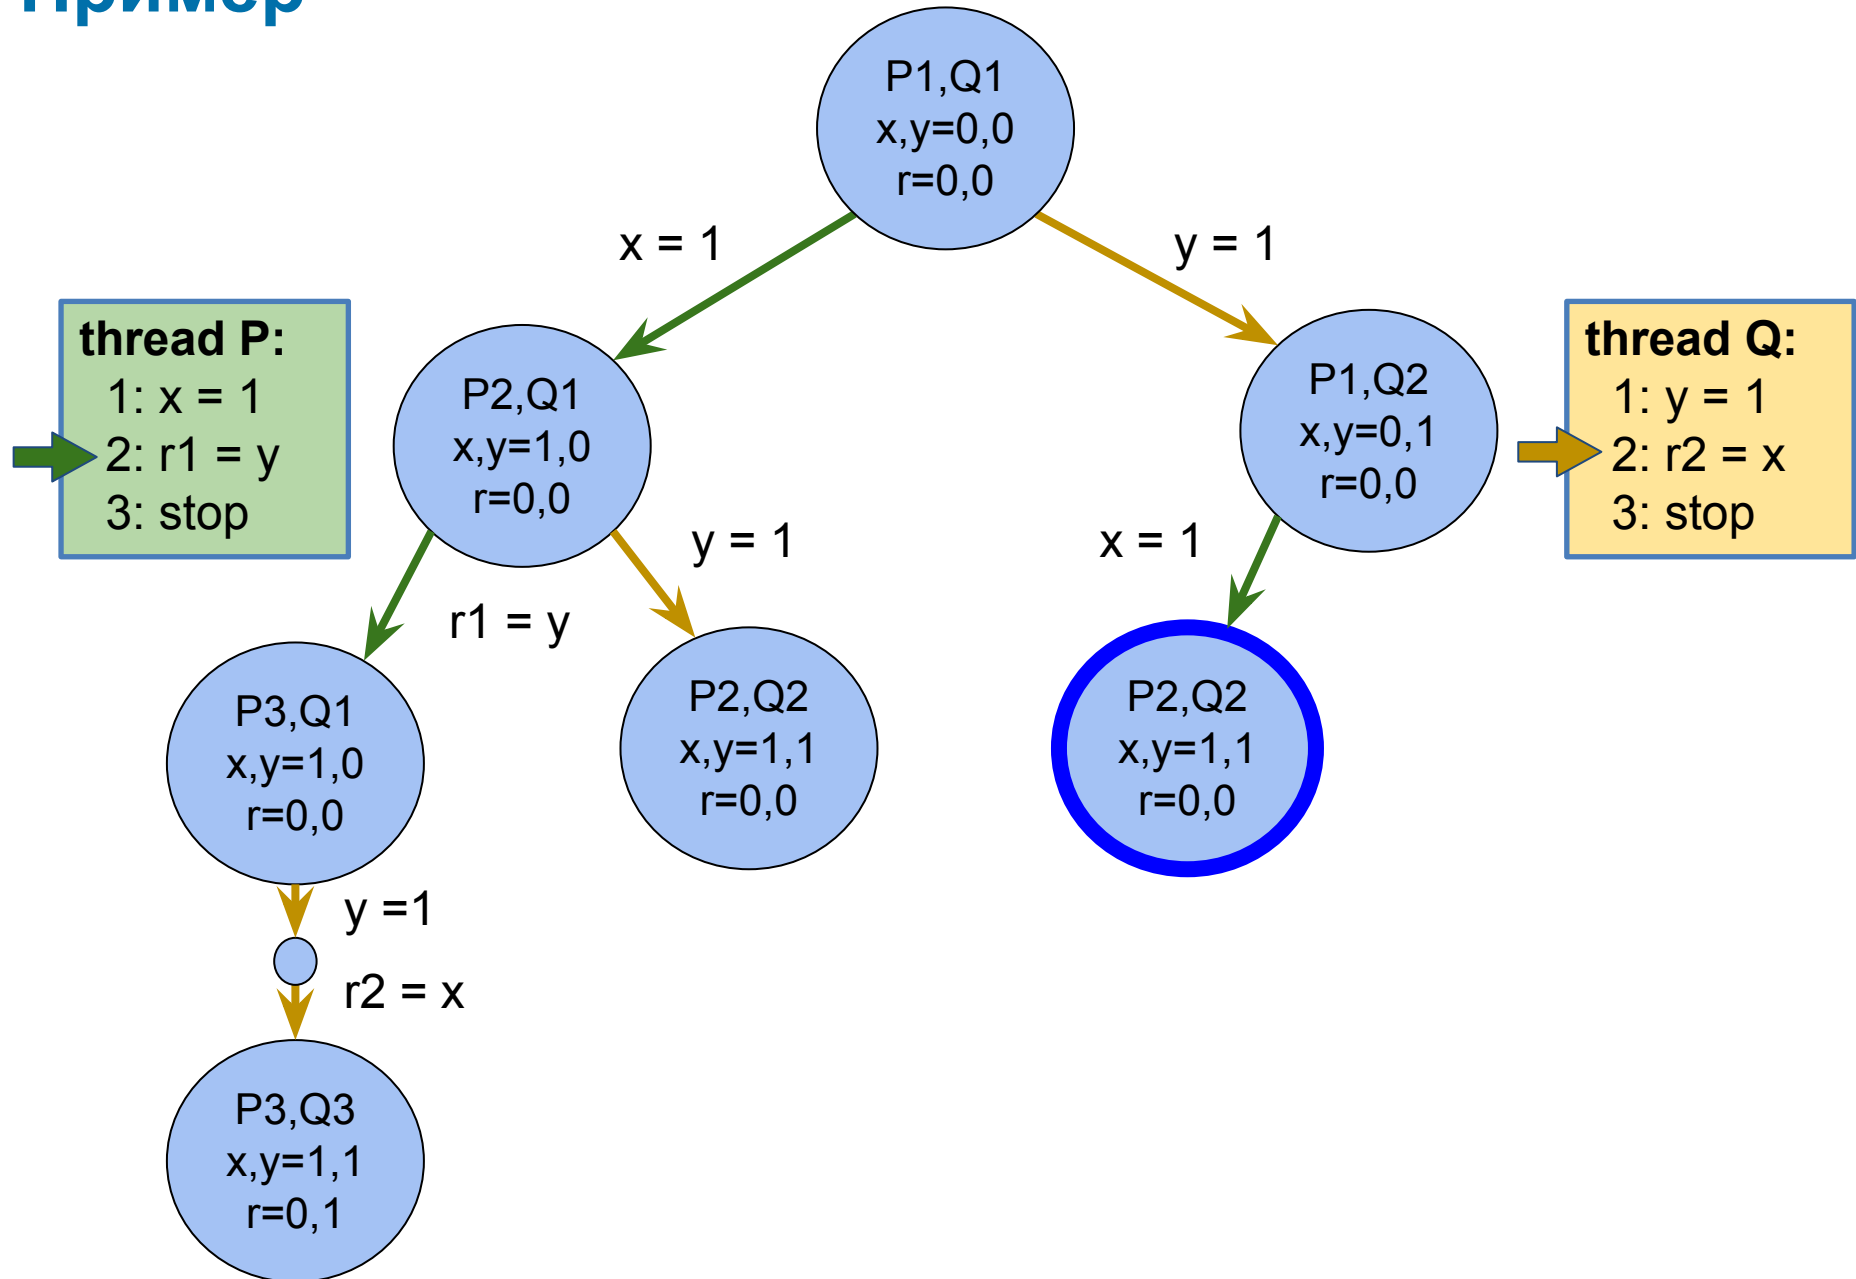 Пример
P1,Q1
x,y=0,0
r=0,0
x = 1
y = 1
thread P:
1: x = 1
2: r1 = y
3: stop
P2,Q1
x,y=1,0
r=0,0
P1,Q2
x,y=0,1
r=0,0
thread Q:
1: y = 1
2: r2 = x
3: stop
r1 = y
y = 1
x = 1
P3,Q1
x,y=1,0
r=0,0
P2,Q2
x,y=1,1
r=0,0
P2,Q2
x,y=1,1
r=0,0
y =1
r2 = x
P3,Q3
x,y=1,1
r=0,1